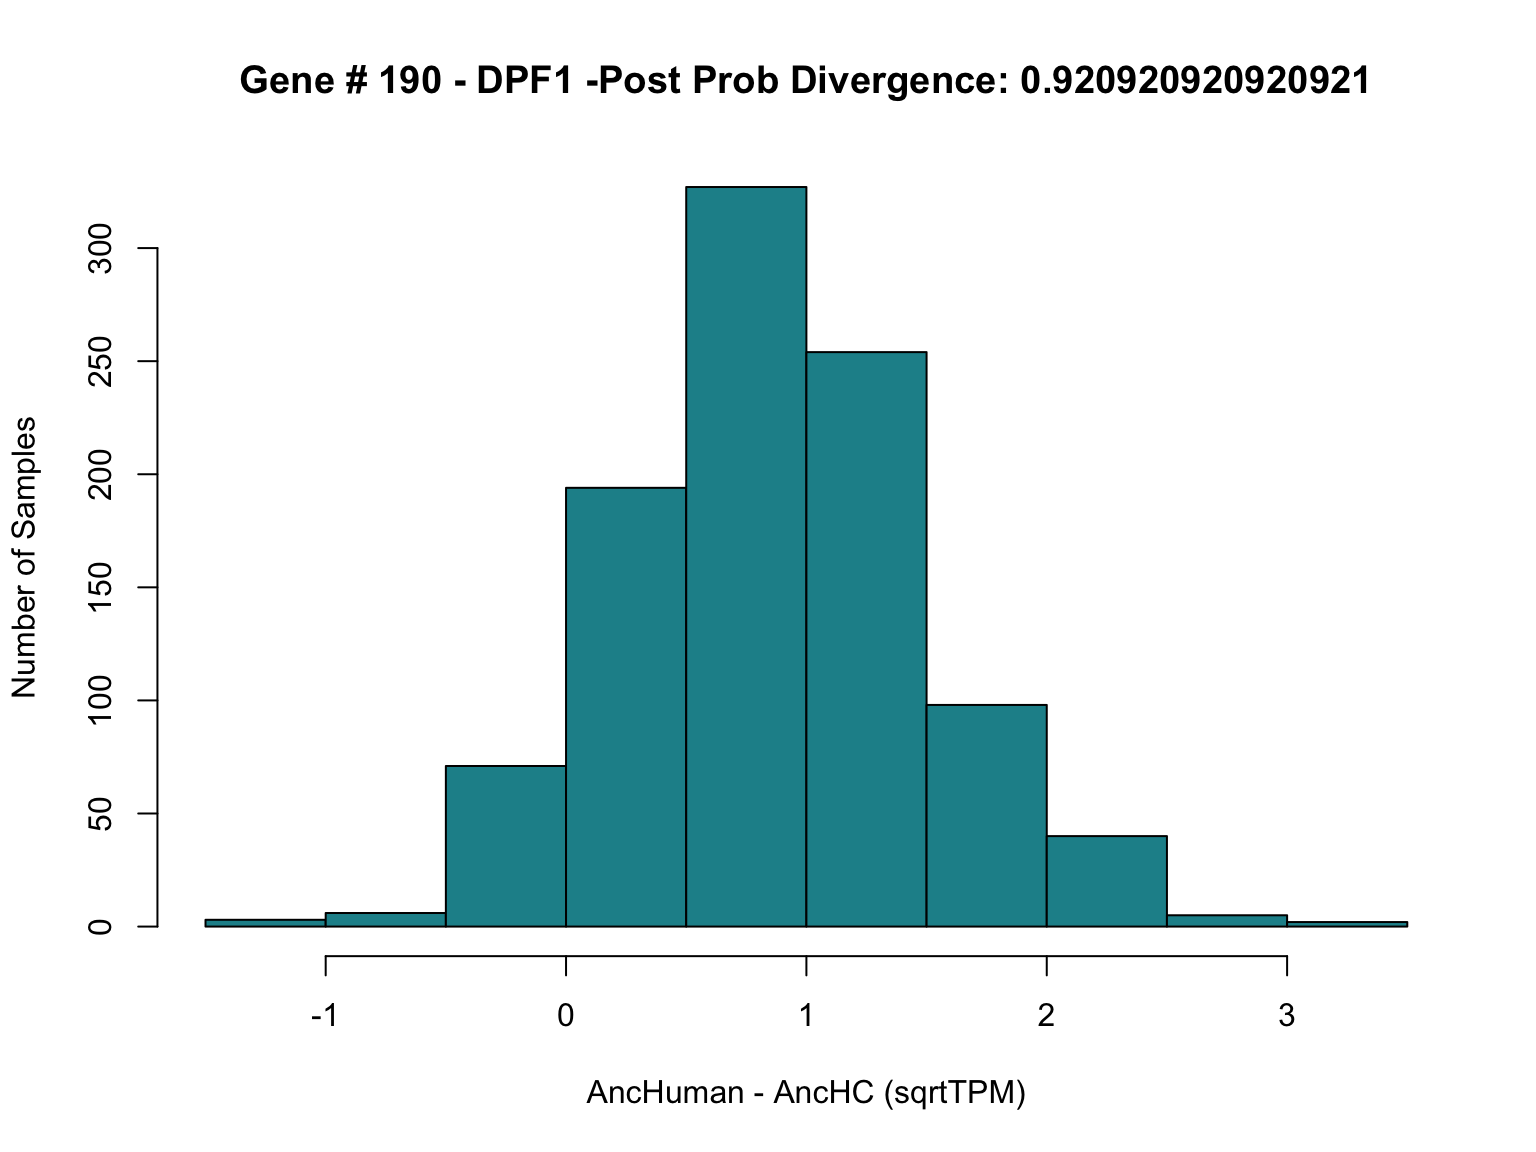 Gene # 190 - DPF1 -Post Prob Divergence: 0.920920920920921
Number of Samples
300
250
200
150
100
50
0
-1 0 1 2 3
AncHuman - AncHC (sqrtTPM)